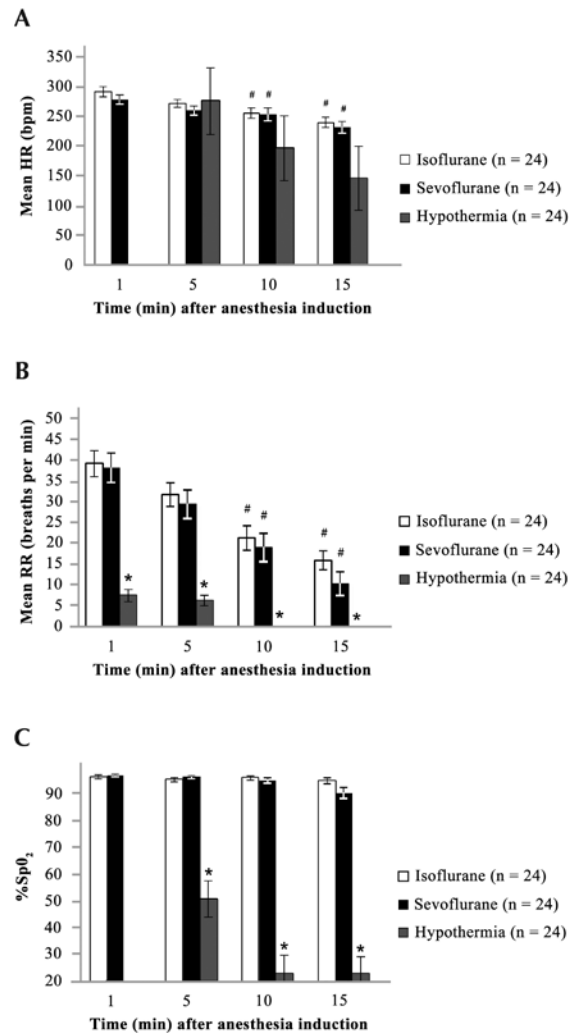 A
Mean HR (bpm)
350
300
250
200
150
100
50
0
# #
# #
1 5 10 15
Time (min) after anesthesia induction
Isoflurane (n = 24)
Sevoflurane (n = 24)
Hypothermia (n = 24)
B
Mean RR (breaths per min)
50
45
40
35
30
25
20
15
10
5
0
*
*
# #
*
# #
*
1 5 10 15
Time (min) after anesthesia induction
Isoflurane (n = 24)
Sevoflurane (n = 24)
Hypothermia (n = 24)
C
%Sp0₂
90
80
70
60
50
40
30
20
*
*
*
1 5 10 15
Time (min) after anesthesia induction
Isoflurane (n = 24)
Sevoflurane (n = 24)
Hypothermia (n = 24)